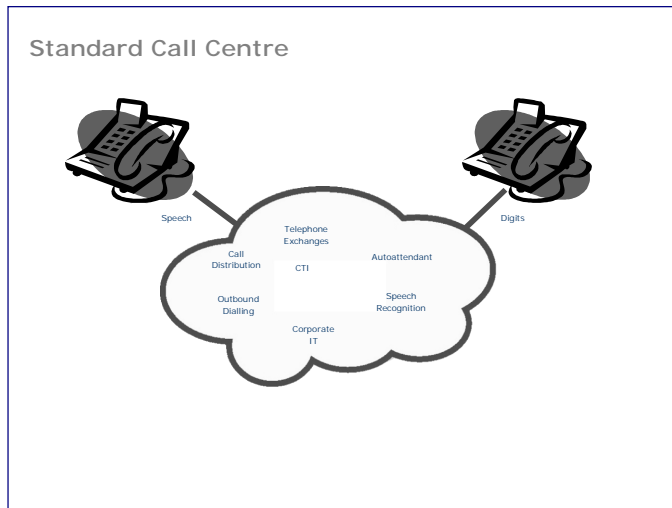 Standard Call Centre
Speech
Digits
Telephone
Exchanges
Call
Distribution
CTI
Autoattendant
Outbound
Dialling
Speech
Recognition
Corporate
IT